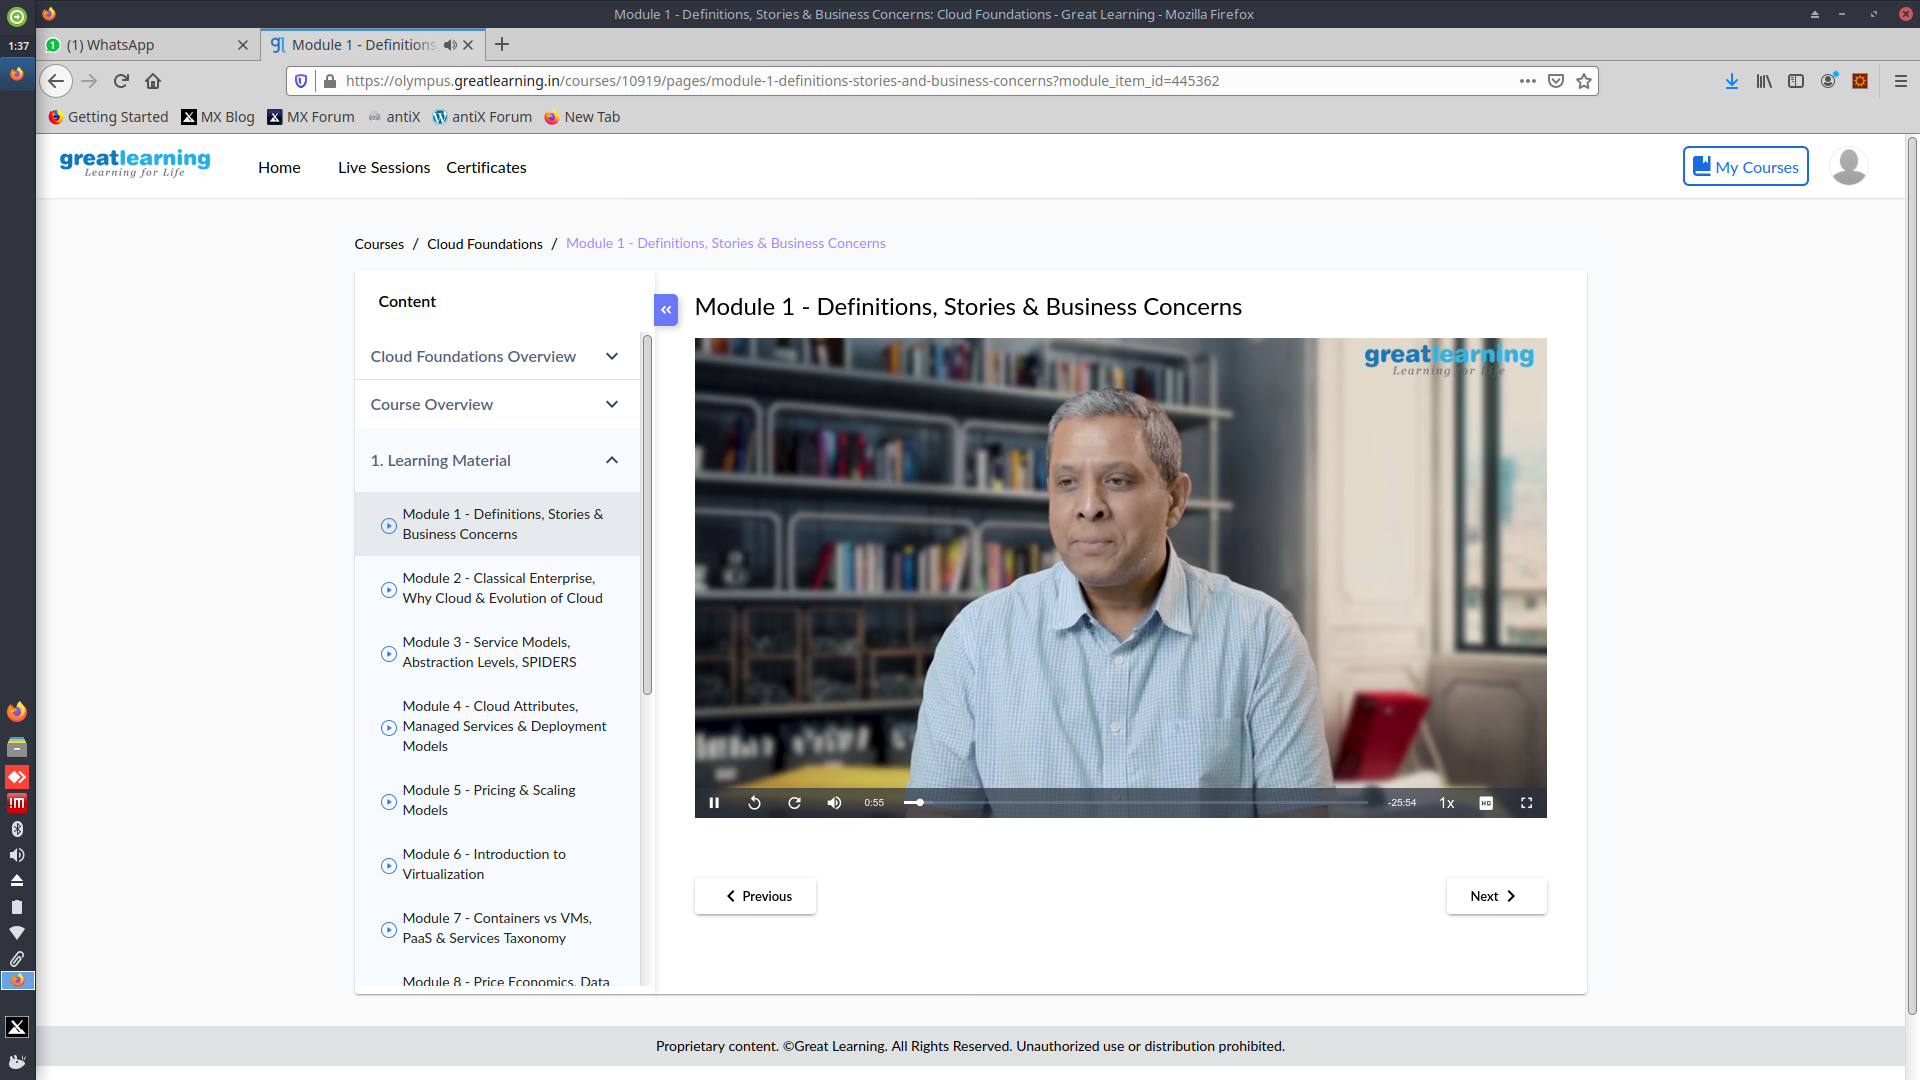 Module 1 - Definitions, Stories & Business Concerns: Cloud Foundations - Great Learning - Mozilla Firefox
1:37
(1) WhatsApp
Module 1 - Definitions,
https://olympus.greatlearning.in/courses/10919/pages/module-1-definitions-stories-and-business-concerns?module_item_id=445362
Getting Started
MX Blog
MX Forum
antiX
antiX Forum
New Tab
greatlearning
Learning for Life
Home
Live Sessions
Certificates
My Courses
Courses / Cloud Foundations / Module 1 - Definitions, Stories & Business Concerns
Content
Cloud Foundations Overview
Course Overview
1. Learning Material
Module 1 - Definitions, Stories &
Business Concerns
Module 2 - Classical Enterprise,
Why Cloud & Evolution of Cloud
Module 3 - Service Models,
Abstraction Levels, SPIDERS
Module 4 - Cloud Attributes,
Managed Services & Deployment
Models
Module 5 - Pricing & Scaling
Models
Module 6 - Introduction to
Virtualization
Module 7 - Containers vs VMs,
PaaS & Services Taxonomy
Module 8 - Price Economics, Data
Module 1 - Definitions, Stories & Business Concerns
greatlearning
Learning for Life
0:55
-25:54
1x
HD
Previous
Next
Proprietary content. ©Great Learning. All Rights Reserved. Unauthorized use or distribution prohibited.